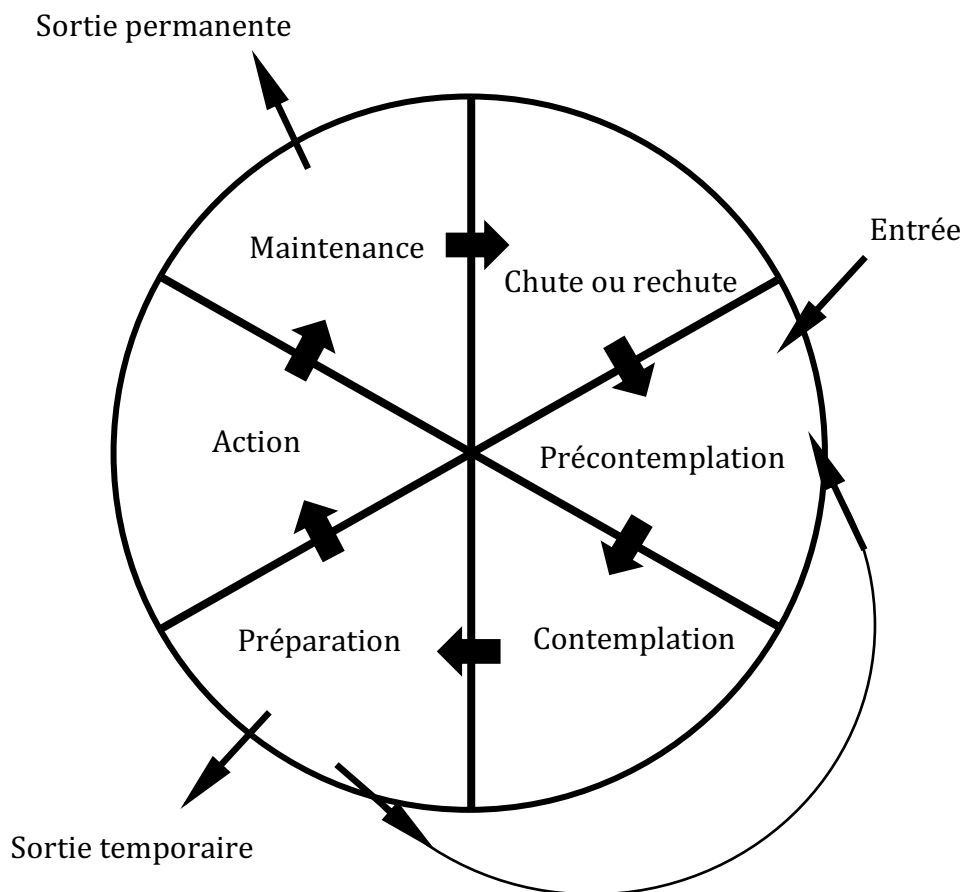 Sortie permanente
Entrée
Maintenance
Chute ou rechute
Action
Précontemplation
Préparation
Contemplation
Sortie temporaire